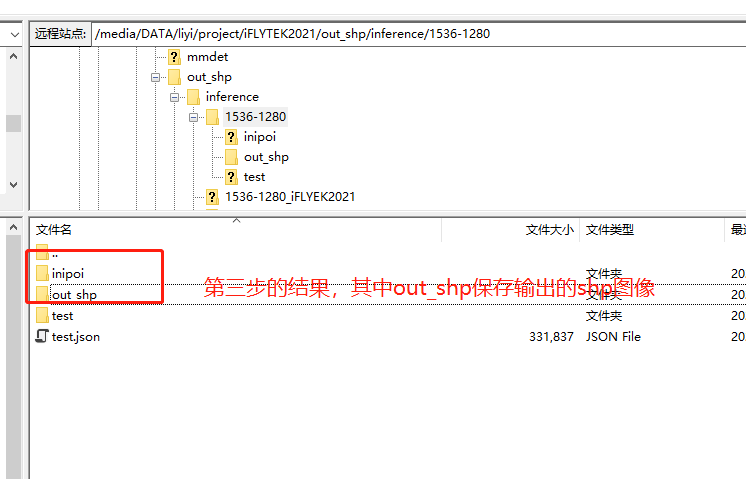 远程站点: /media/DATA/liyi/project/iFLYTEK2021/out_shp/inference/1536-1280
mmdet
out_shp
inference
1536-1280
inipoi
out_shp
test
1536-1280_iFLYEK2021
文件名 文件大小 文件类型 最近
..
inipoi 文件夹 20
out_shp 文件夹 20
第三步的结果，其中out_shp保存输出的shp图像
test 文件夹 20
test.json 331,837 JSON File 20